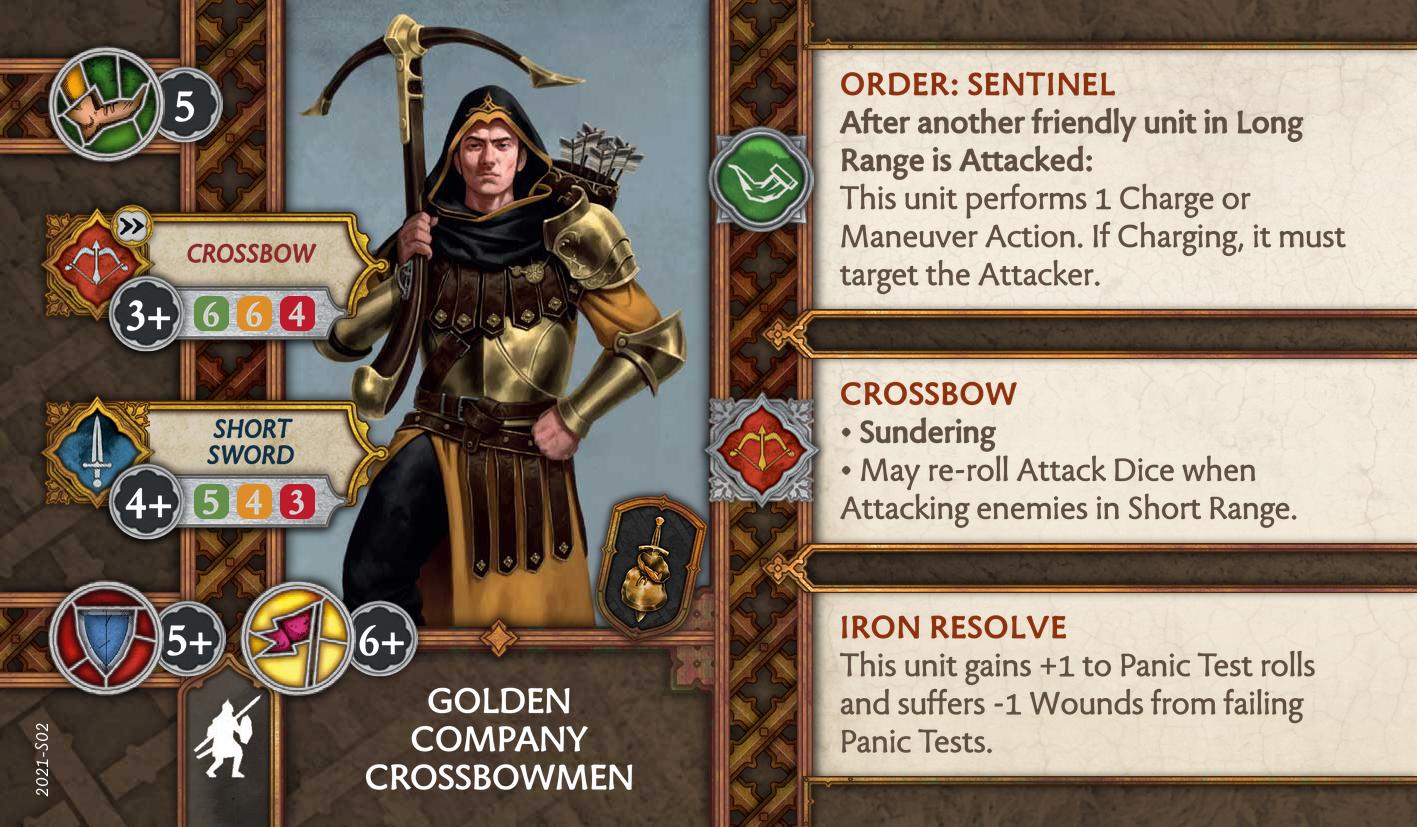 5
CROSSBOW
3+ 6 6 4
SHORT
SWORD
4+ 5 4 3
5+ 6+
GOLDEN
COMPANY
CROSSBOWMEN
2021-S02
ORDER: SENTINEL
After another friendly unit in Long
Range is Attacked:
This unit performs 1 Charge or
Maneuver Action. If Charging, it must
target the Attacker.
CROSSBOW
• Sundering
• May re-roll Attack Dice when
Attacking enemies in Short Range.
IRON RESOLVE
This unit gains +1 to Panic Test rolls
and suffers -1 Wounds from failing
Panic Tests.